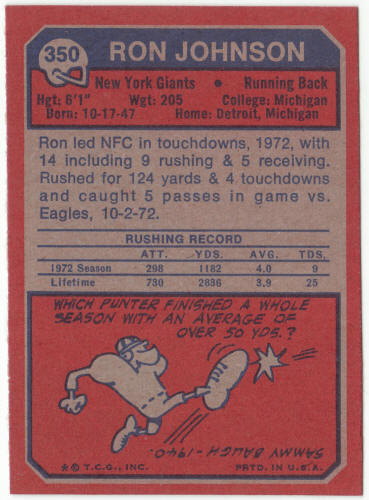 350 RON JOHNSON
New York Giants • Running Back
Hgt: 6'1" Wgt: 205 College: Michigan
Born: 10-17-47 Home: Detroit, Michigan
Ron led NFC in touchdowns, 1972, with
14 including 9 rushing & 5 receiving.
Rushed for 124 yards & 4 touchdowns
and caught 5 passes in game vs.
Eagles, 10-2-72.
RUSHING RECORD
ATT. YDS. AVG. TDS.
1972 Season 298 1182 4.0 9
Lifetime 730 2836 3.9 25
WHICH PUNTER FINISHED A WHOLE
SEASON WITH AN AVERAGE OF
OVER 50 YDS.?
SAMMY BAUGH-1940.
* © T.C.G., INC. PRTD. IN U.S.A.